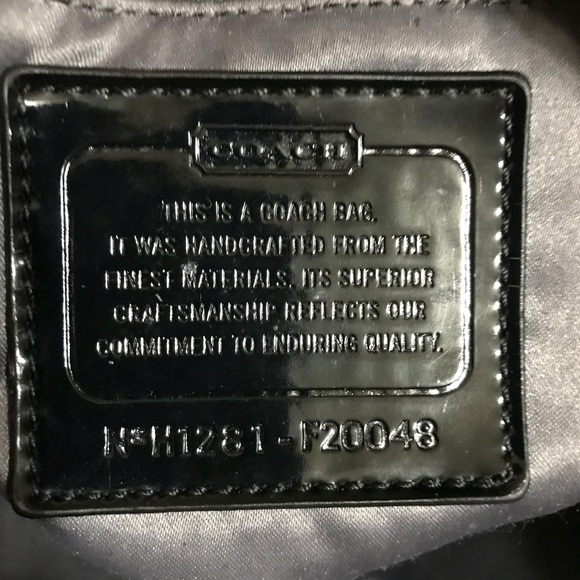 COACH
THIS IS A COACH BAG.
IT WAS HANDCRAFTED FROM THE
FINEST MATERIALS. ITS SUPERIOR
CRAFTSMANSHIP REFLECTS OUR
COMMITMENT TO ENDURING QUALITY.
Nº H1281-F20048